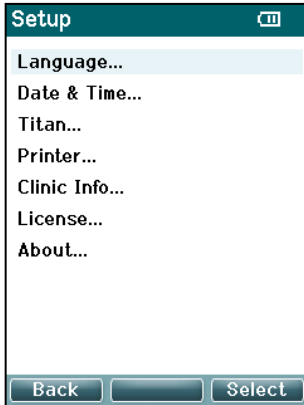 Setup
Language...
Date & Time...
Titan...
Printer...
Clinic Info...
License...
About...
Back Select